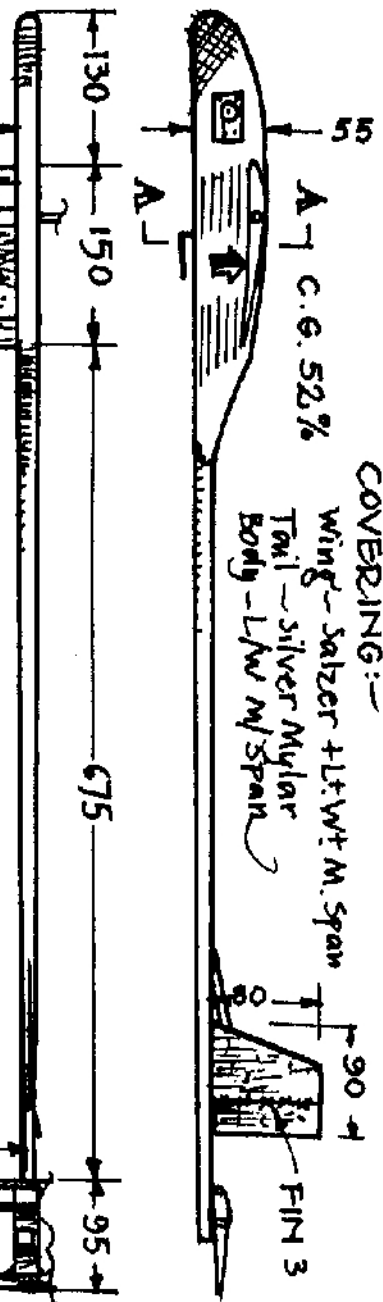 COVERING:-
Wing - Salzer + Lt. Wt M. Span
Tail - Silver Mylar
Body - L/W M/Span
C.G. 52%
A
A
55
80
90
FIN 3
130
150
675
95